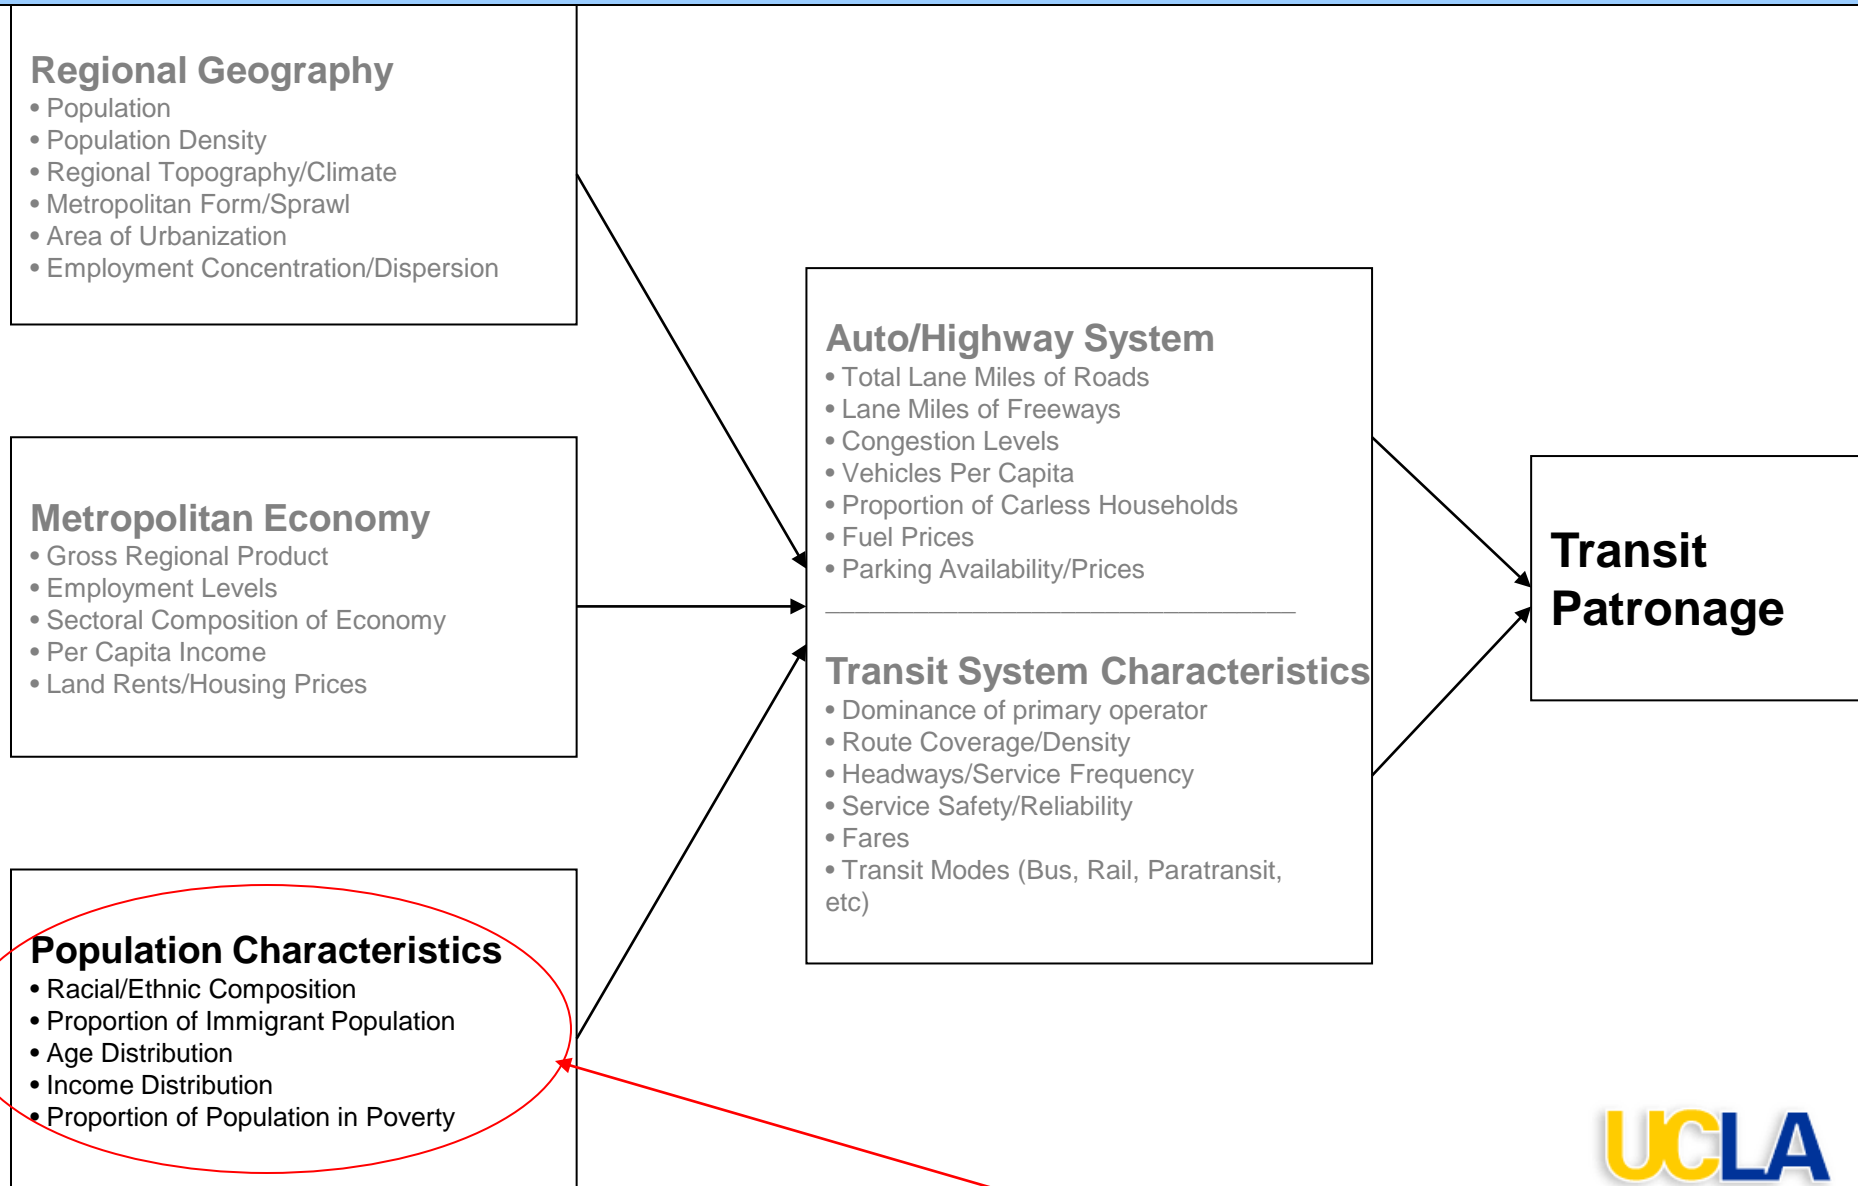 Regional Geography
• Population
• Population Density
• Regional Topography/Climate
• Metropolitan Form/Sprawl
• Area of Urbanization
• Employment Concentration/Dispersion
Metropolitan Economy
• Gross Regional Product
• Employment Levels
• Sectoral Composition of Economy
• Per Capita Income
• Land Rents/Housing Prices
Population Characteristics
• Racial/Ethnic Composition
• Proportion of Immigrant Population
• Age Distribution
• Income Distribution
• Proportion of Population in Poverty
Auto/Highway System
• Total Lane Miles of Roads
• Lane Miles of Freeways
• Congestion Levels
• Vehicles Per Capita
• Proportion of Carless Households
• Fuel Prices
• Parking Availability/Prices
Transit System Characteristics
• Dominance of primary operator
• Route Coverage/Density
• Headways/Service Frequency
• Service Safety/Reliability
• Fares
• Transit Modes (Bus, Rail, Paratransit,
etc)
Transit
Patronage
UCLA